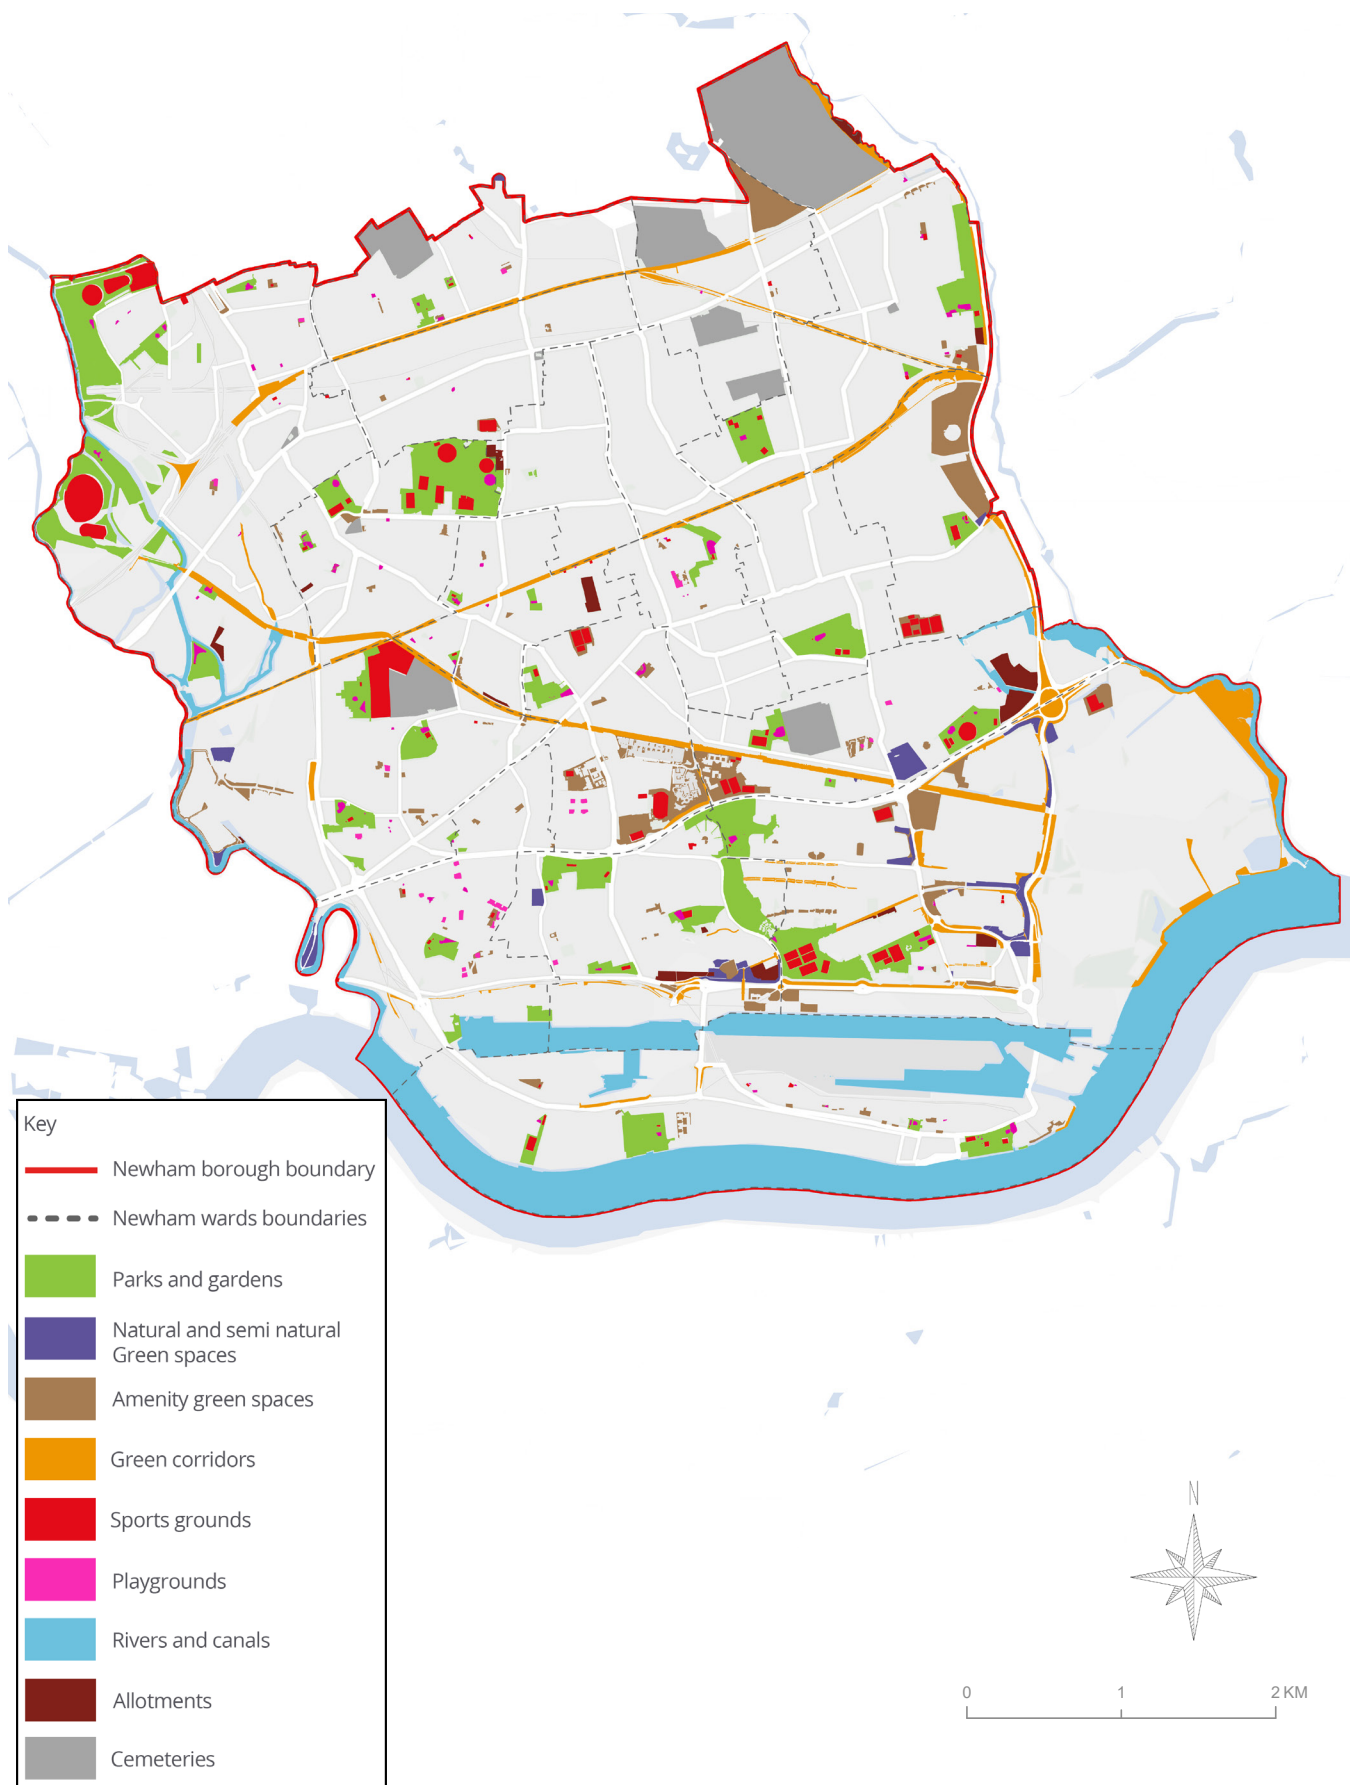 Key
Newham borough boundary
Newham wards boundaries
Parks and gardens
Natural and semi natural
Green spaces
Amenity green spaces
Green corridors
Sports grounds
Playgrounds
Rivers and canals
Allotments
Cemeteries
N
0 1 2 KM